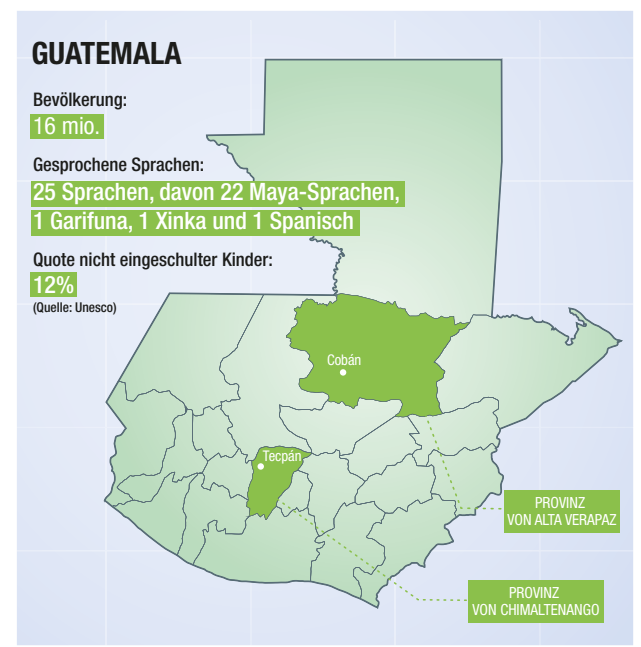 GUATEMALA
Bevölkerung:
16 mio.
Gesprochene Sprachen:
25 Sprachen, davon 22 Maya-Sprachen,
1 Garifuna, 1 Xinka und 1 Spanisch
Quote nicht eingeschulter Kinder:
12%
(Quelle: Unesco)
Cobán
Tecpán
PROVINZ
VON ALTA VERAPAZ
PROVINZ
VON CHIMALTENANGO